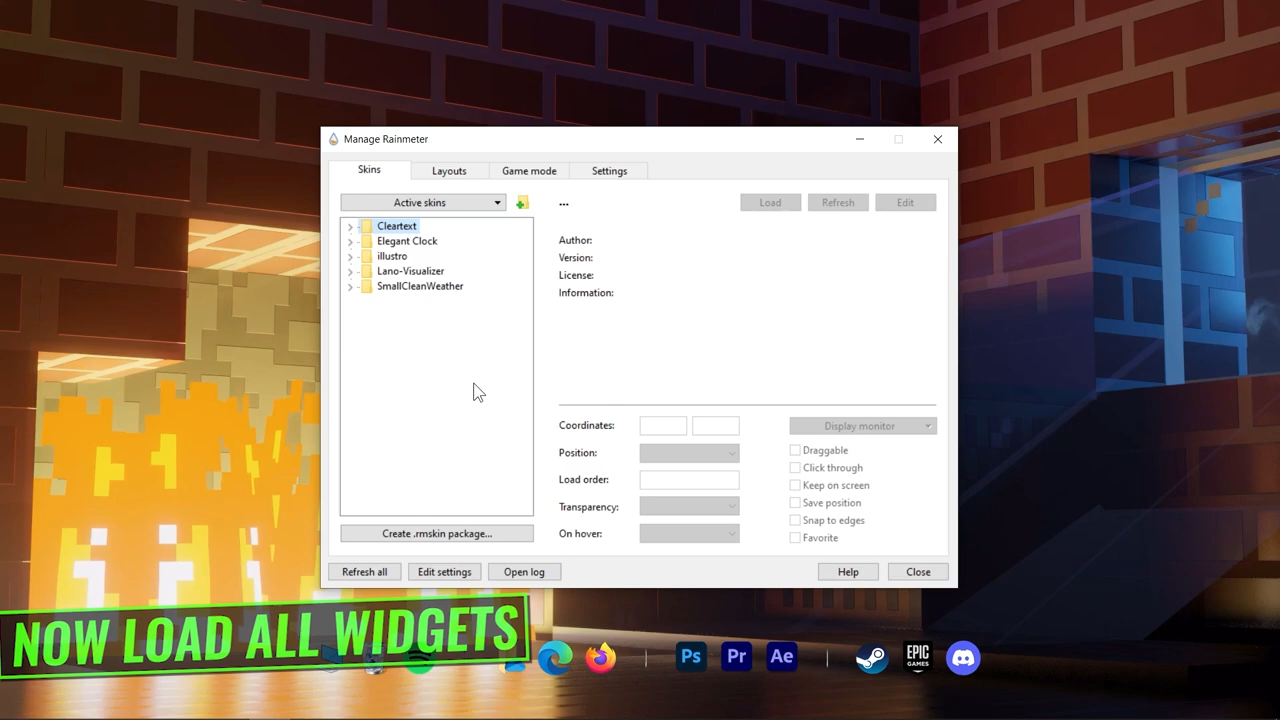 Manage Rainmeter
Skins Layouts Game mode Settings
Active skins
...
Load Refresh Edit
Cleartext
Elegant Clock
illustro
Lano-Visualizer
SmallCleanWeather
Author:
Version:
License:
Information:
Coordinates:
Position:
Load order:
Transparency:
On hover:
Display monitor
Draggable
Click through
Keep on screen
Save position
Snap to edges
Favorite
Create .rmskin package...
Refresh all Edit settings Open log Help Close
NOW LOAD ALL WIDGETS
Ps Pr Ae EPIC
GAMES